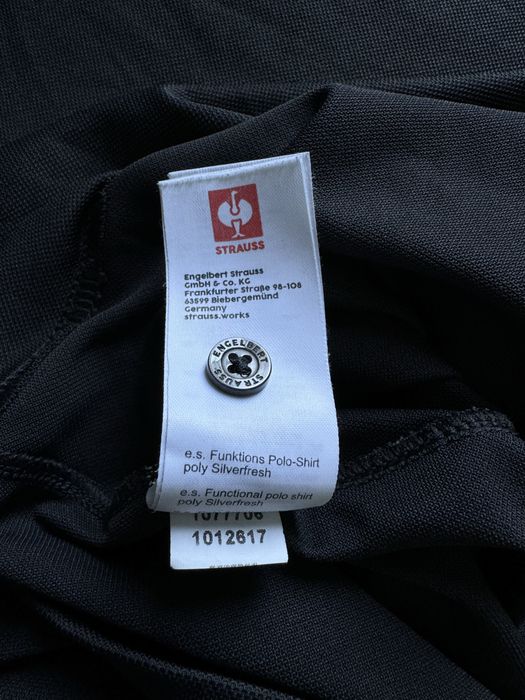 STRAUSS
Engelbert Strauss
GmbH & Co. KG
Frankfurter Straße 98-108
63599 Biebergemünd
Germany
strauss.works
ENGELBERT
STRAUSS
e.s. Funktions Polo-Shirt
poly Silverfresh
e.s. Functional polo shirt
poly Silverfresh
1012617